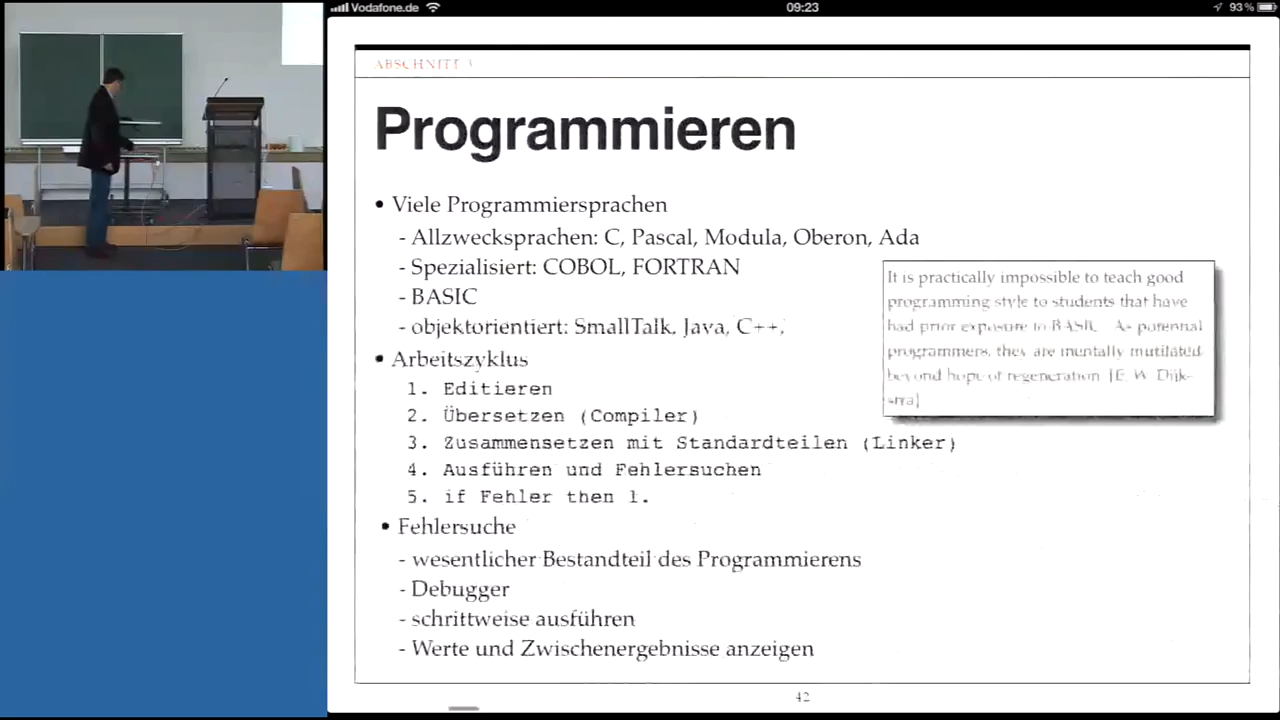 Vodafone.de
09:23
93 %
ABSCHNITT 3
Programmieren
• Viele Programmiersprachen
- Allzwecksprachen: C, Pascal, Modula, Oberon, Ada
- Spezialisiert: COBOL, FORTRAN
- BASIC
- objektorientiert: SmallTalk, Java, C++,
• Arbeitszyklus
1. Editieren
2. Übersetzen (Compiler)
3. Zusammensetzen mit Standardteilen (Linker)
4. Ausführen und Fehlersuchen
5. if Fehler then 1.
• Fehlersuche
- wesentlicher Bestandteil des Programmierens
- Debugger
- schrittweise ausführen
- Werte und Zwischenergebnisse anzeigen
It is practically impossible to teach good
programming style to students that have
had prior exposure to BASIC. As potential
programmers, they are mentally mutilated
beyond hope of regeneration [E. W. Dijk-
stra]
42